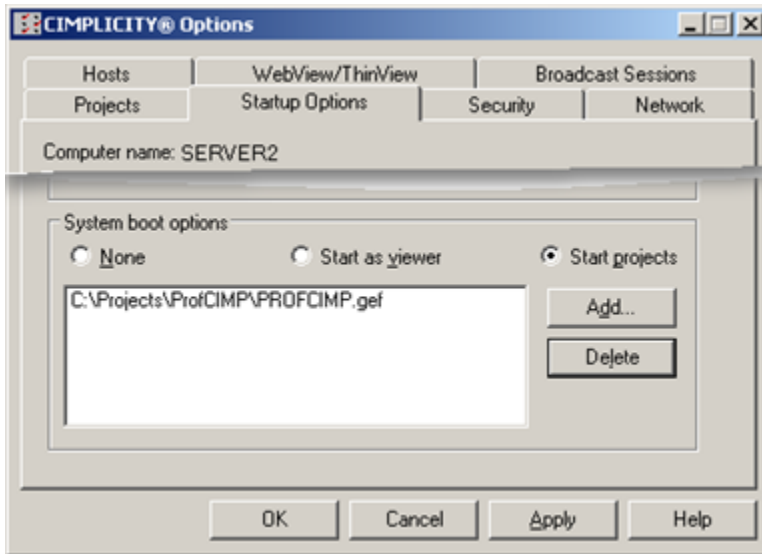 CIMPLICITY® Options
Hosts WebView/ThinView Broadcast Sessions
Projects Startup Options Security Network
Computer name: SERVER2
System boot options
None Start as viewer Start projects
C:\Projects\ProfCIMP\PROFCIMP.gef
Add...
Delete
OK Cancel Apply Help